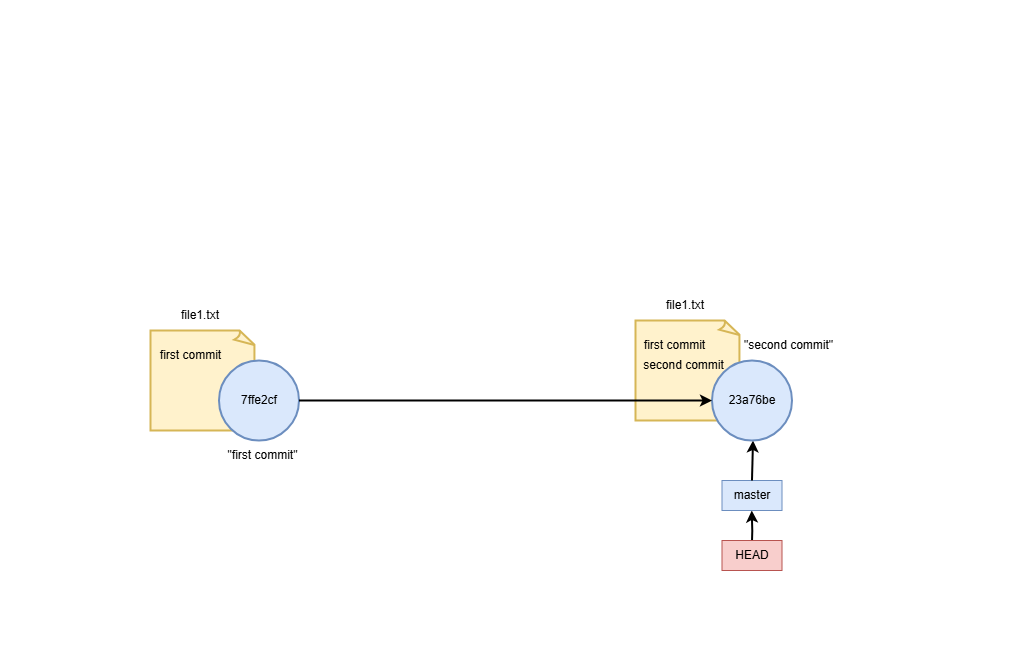 file1.txt
first commit
7ffe2cf
"first commit"
file1.txt
first commit
second commit
"second commit"
23a76be
master
HEAD